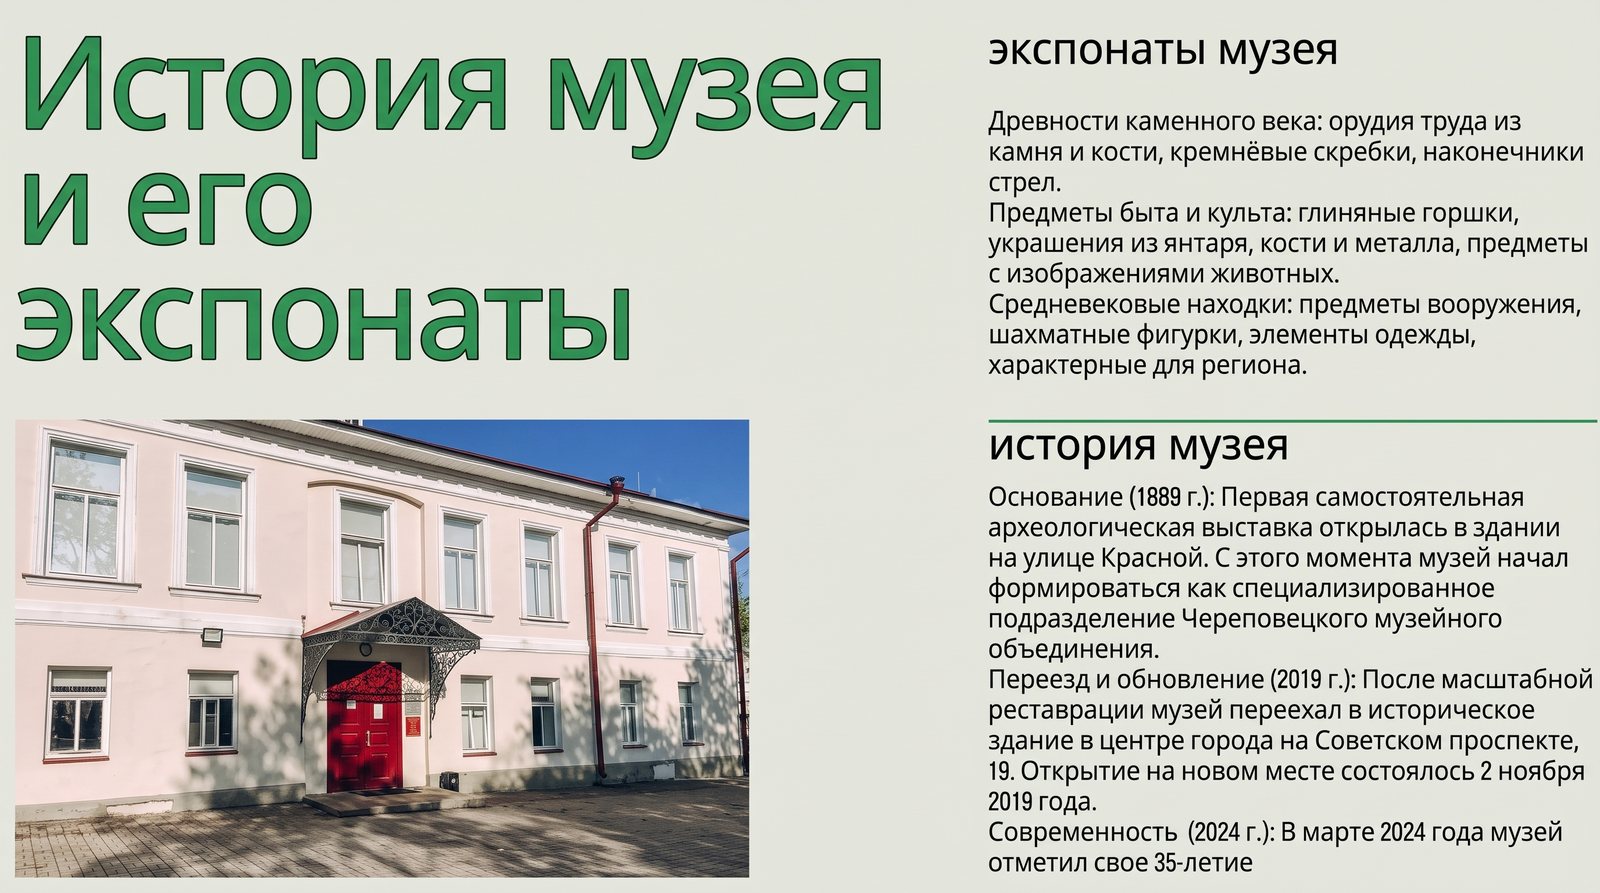 История музея
и его
экспонаты
экспонаты музея
Древности каменного века: орудия труда из
камня и кости, кремнёвые скребки, наконечники
стрел.
Предметы быта и культа: глиняные горшки,
украшения из янтаря, кости и металла, предметы
с изображениями животных.
Средневековые находки: предметы вооружения,
шахматные фигурки, элементы одежды,
характерные для региона.
история музея
Основание (1889 г.): Первая самостоятельная
археологическая выставка открылась в здании
на улице Красной. С этого момента музей начал
формироваться как специализированное
подразделение Череповецкого музейного
объединения.
Переезд и обновление (2019 г.): После масштабной
реставрации музей переехал в историческое
здание в центре города на Советском проспекте,
19. Открытие на новом месте состоялось 2 ноября
2019 года.
Современность (2024 г.): В марте 2024 года музей
отметил свое 35-летие